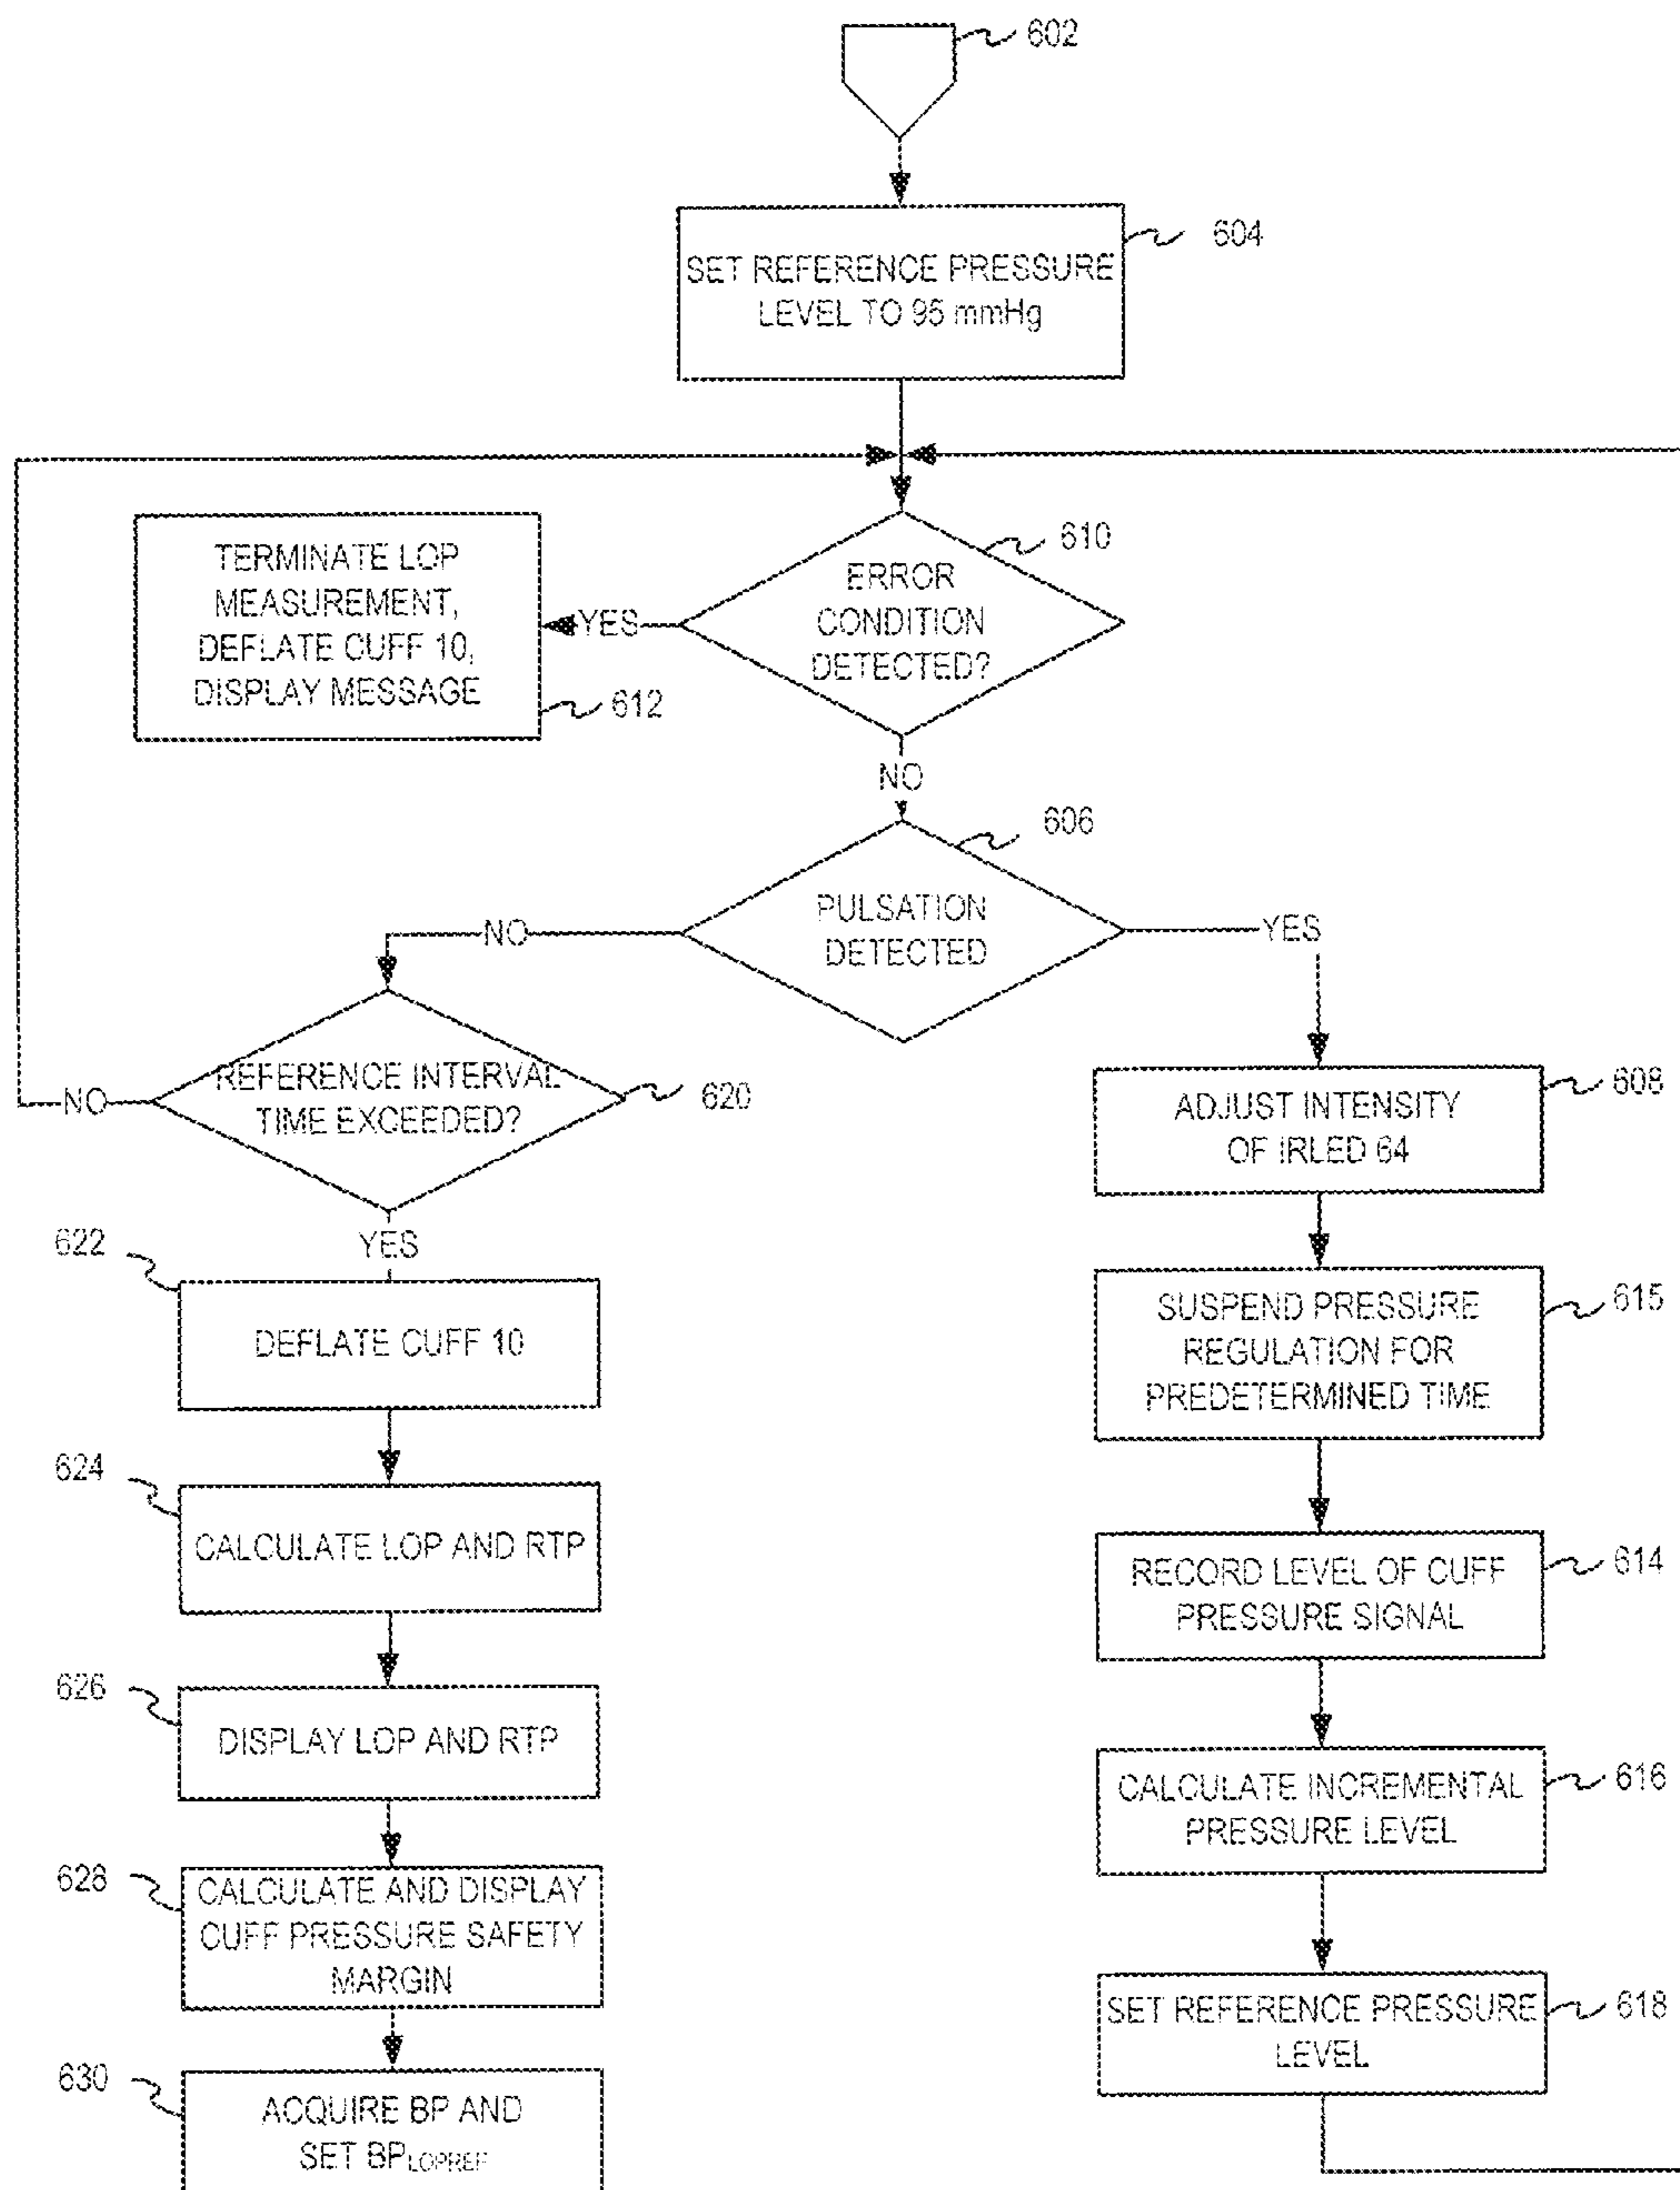 602
SET REFERENCE PRESSURE
LEVEL TO 95 mmHg
604
TERMINATE LOP
MEASUREMENT,
DEFLATE CUFF 10,
DISPLAY MESSAGE
612
YES
ERROR
CONDITION
DETECTED?
610
NO
PULSATION
DETECTED
606
NO
YES
REFERENCE INTERVAL
TIME EXCEEDED?
620
NO
YES
ADJUST INTENSITY
OF IRLED 64
608
622
DEFLATE CUFF 10
SUSPEND PRESSURE
REGULATION FOR
PREDETERMINED TIME
615
624
CALCULATE LOP AND RTP
RECORD LEVEL OF CUFF
PRESSURE SIGNAL
614
626
DISPLAY LOP AND RTP
CALCULATE INCREMENTAL
PRESSURE LEVEL
616
628
CALCULATE AND DISPLAY
CUFF PRESSURE SAFETY
MARGIN
SET REFERENCE PRESSURE
LEVEL
618
630
ACQUIRE BP AND
SET BPLOPREF